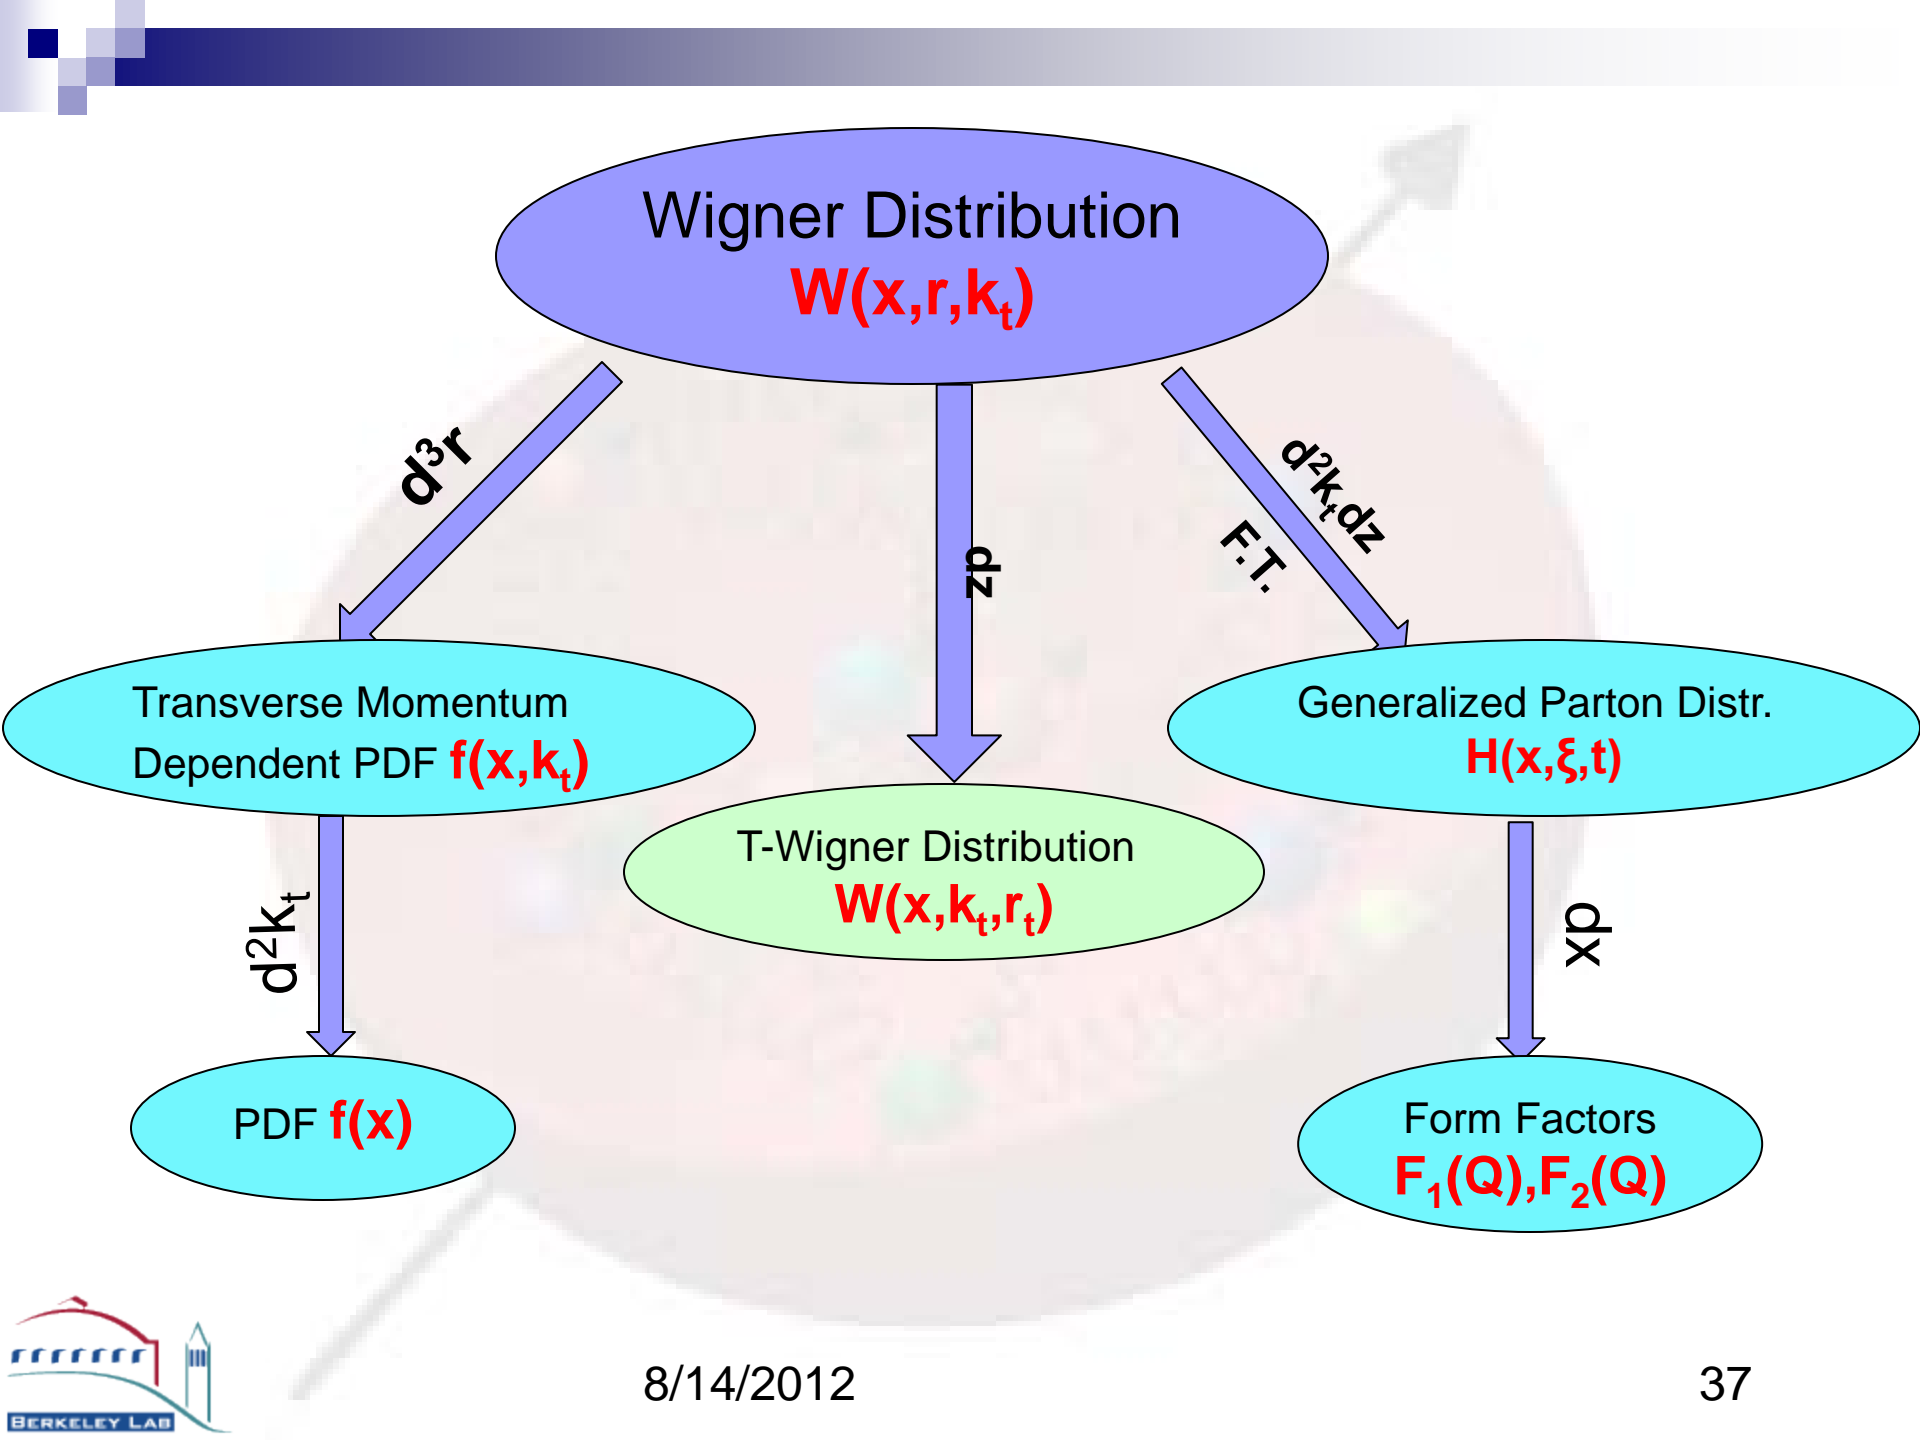 Wigner Distribution
W(x,r,kₜ)
d³r
dz
d²kₜdz
F.T.
Transverse Momentum
Dependent PDF f(x,kₜ)
Generalized Parton Distr.
H(x,ξ,t)
T-Wigner Distribution
W(x,kₜ,rₜ)
d²kₜ
dx
PDF f(x)
Form Factors
F₁(Q),F₂(Q)
BERKELEY LAB
8/14/2012
37